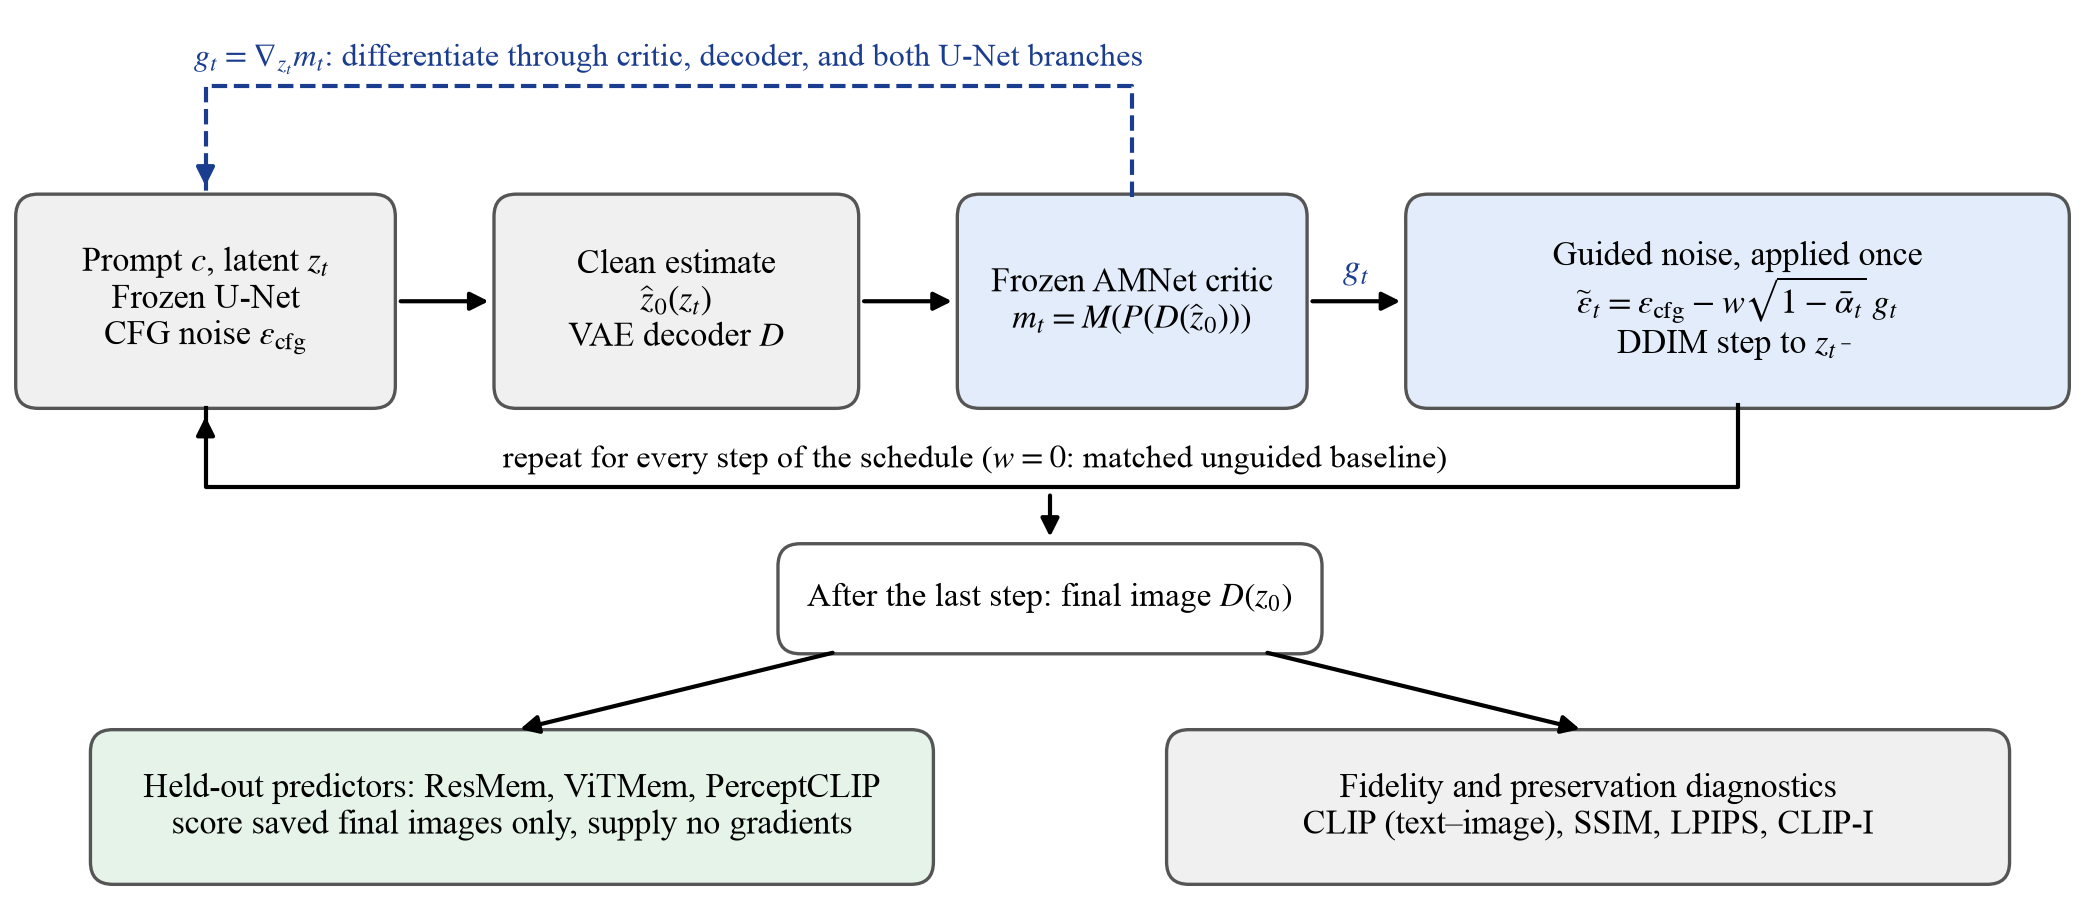 g_t = ∇_{z_t} m_t: differentiate through critic, decoder, and both U-Net branches
Prompt c, latent z_t
Frozen U-Net
CFG noise ε_cfg
Clean estimate
ẑ_0(z_t)
VAE decoder D
Frozen AMNet critic
m_t = M(P(D(ẑ_0)))
g_t
Guided noise, applied once
ε̃_t = ε_cfg − w√(1 − ᾱ_t) g_t
DDIM step to z_{t⁻}
repeat for every step of the schedule (w = 0: matched unguided baseline)
After the last step: final image D(z_0)
Held-out predictors: ResMem, ViTMem, PerceptCLIP
score saved final images only, supply no gradients
Fidelity and preservation diagnostics
CLIP (text–image), SSIM, LPIPS, CLIP-I